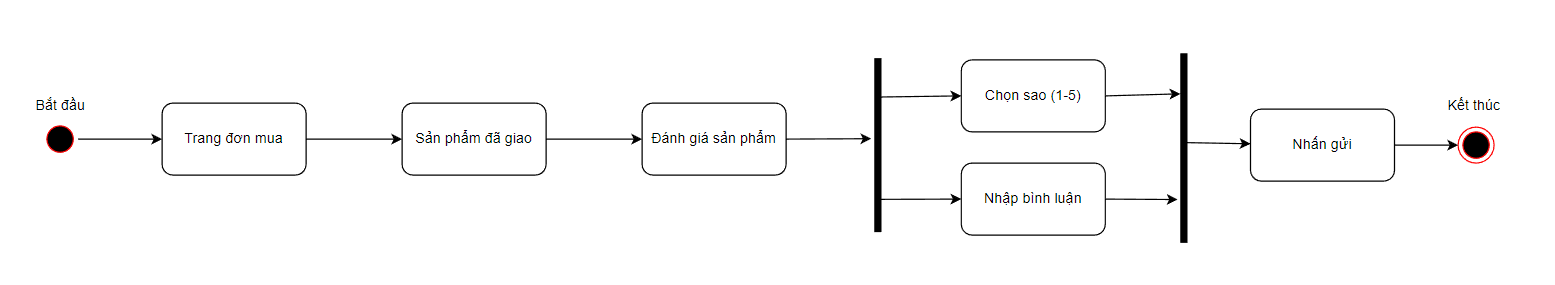 Bắt đầu
Trang đơn mua
Sản phẩm đã giao
Đánh giá sản phẩm
Chọn sao (1-5)
Nhập bình luận
Nhấn gửi
Kết thúc